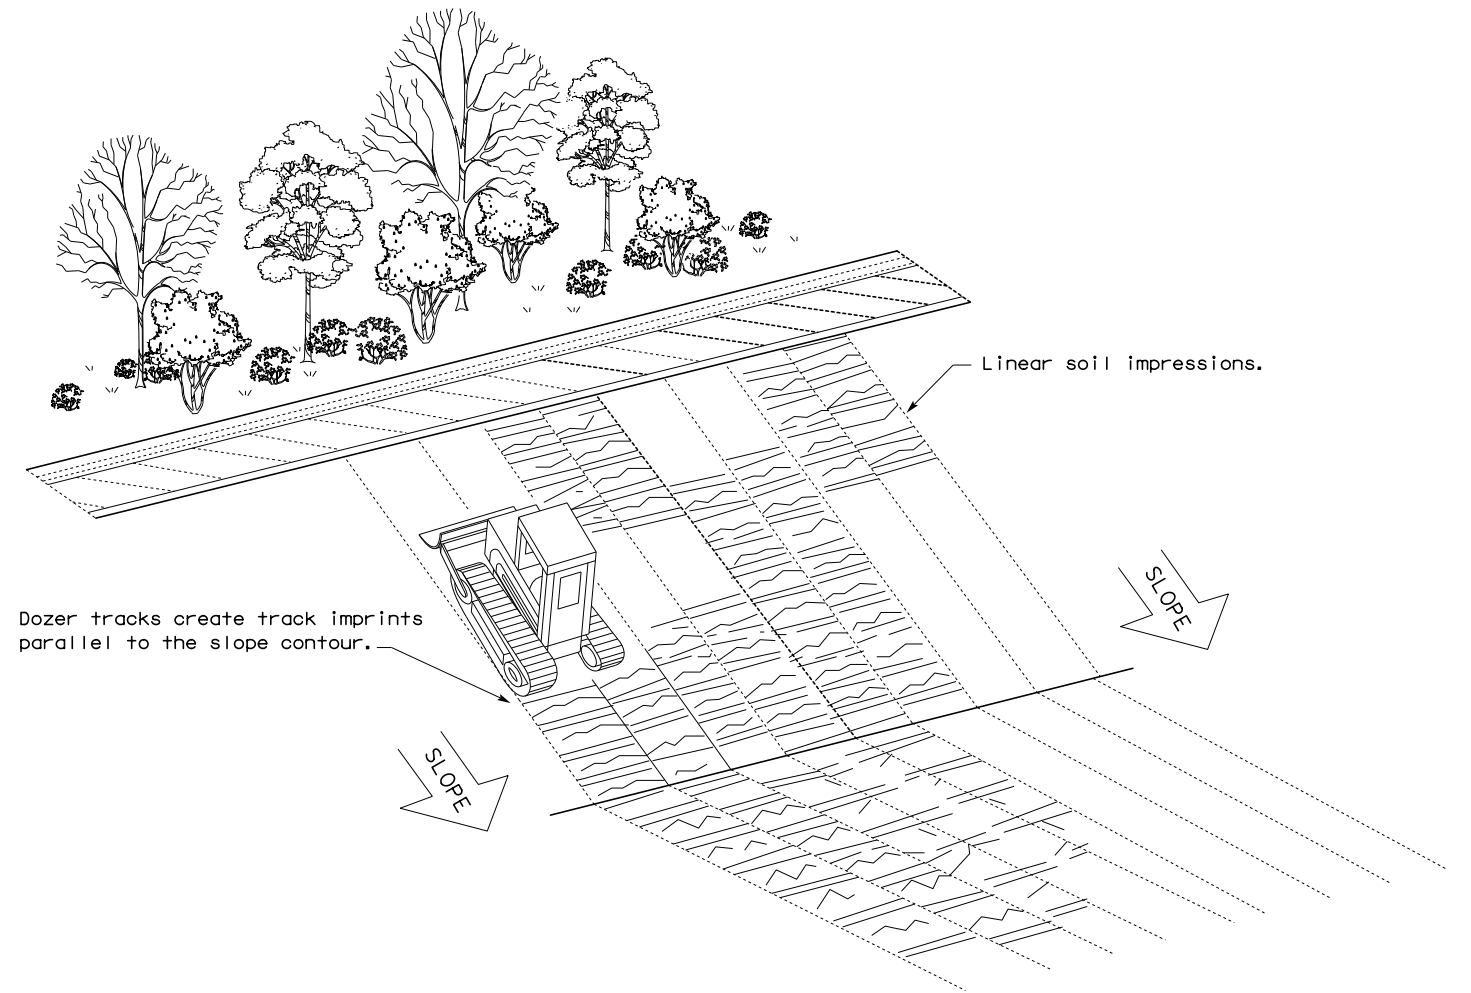 Linear soil impressions.
Dozer tracks create track imprints
parallel to the slope contour.
SLOPE
SLOPE